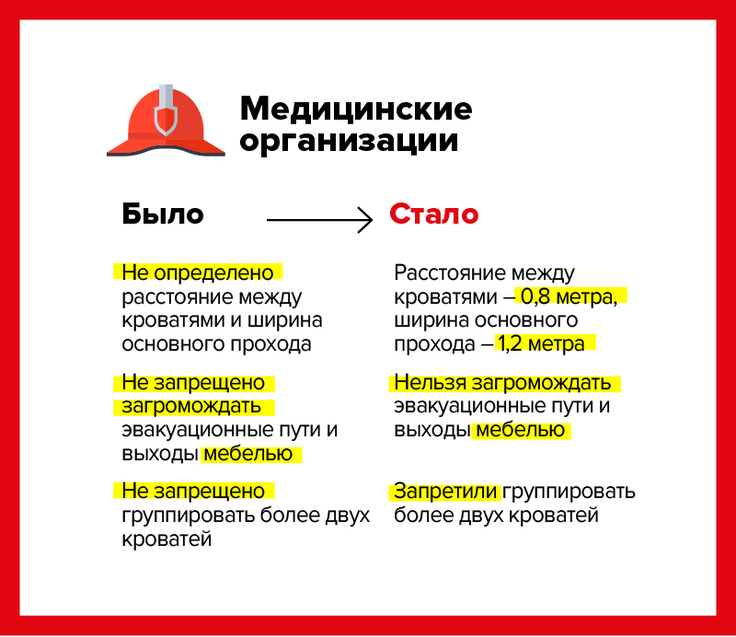 Медицинские
организации
Было
Стало
Не определено
расстояние между
кроватями и ширина
основного прохода
Расстояние между
кроватями – 0,8 метра,
ширина основного
прохода – 1,2 метра
Не запрещено
загромождать
эвакуационные пути и
выходы мебелью
Нельзя загромождать
эвакуационные пути и
выходы мебелью
Не запрещено
группировать более двух
кроватей
Запретили группировать
более двух кроватей